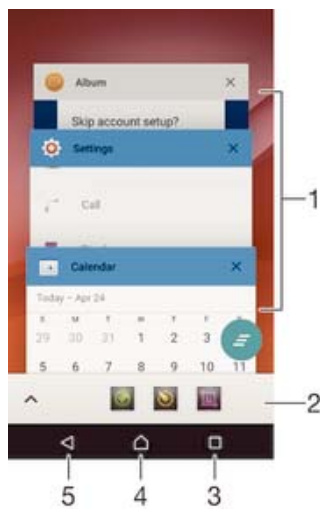 Album
Skip account setup?
Settings
Call
Calendar
Today - Apr 24
S M T W T F S
29 30 31 1 2 3
5 6 7 8 9 10 11
1
2
5 4 3